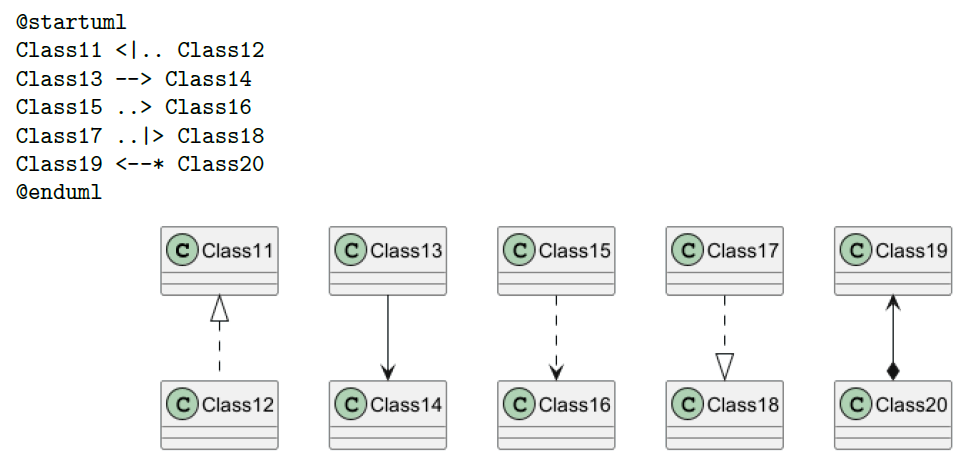 @startuml
Class11 <|.. Class12
Class13 --> Class14
Class15 ..> Class16
Class17 ..|> Class18
Class19 <--* Class20
@enduml
C Class11 C Class13 C Class15 C Class17 C Class19
C Class12 C Class14 C Class16 C Class18 C Class20